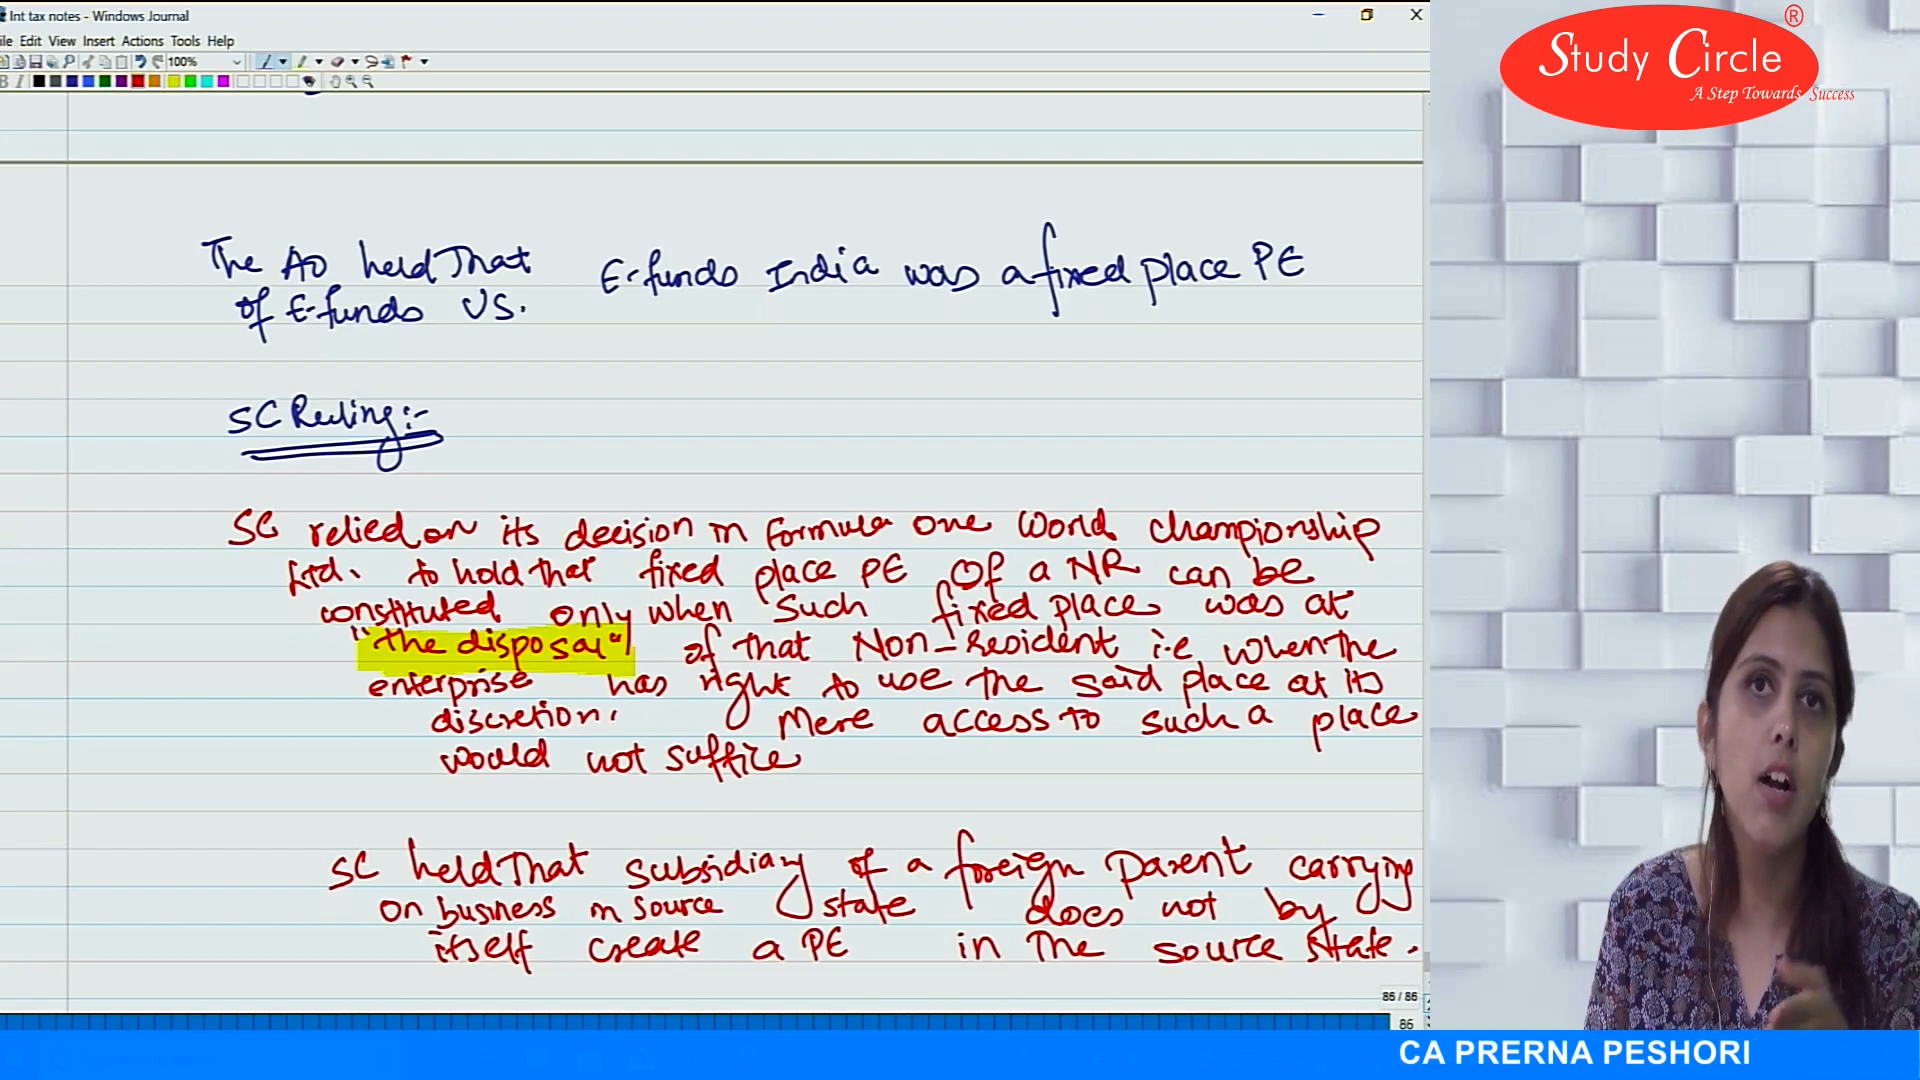 Int tax notes - Windows Journal
ile Edit View Insert Actions Tools Help
100%
B I
The AO held that E-funds India was a fixed place PE
of E-funds US.
SC Ruling:-
SC relied on its decision in Formula One World Championship
Ltd. to hold that fixed place PE of a NR can be
constituted only when such fixed place was at
"the disposal" of that Non-Resident i.e when the
enterprise has right to use the said place at its
discretion. Mere access to such a place
would not suffice
SC held that subsidiary of a foreign parent carrying
on business in source state does not by
itself create a PE in the source state.
86 / 86
86
Study Circle ®
A Step Towards Success
CA PRERNA PESHORI